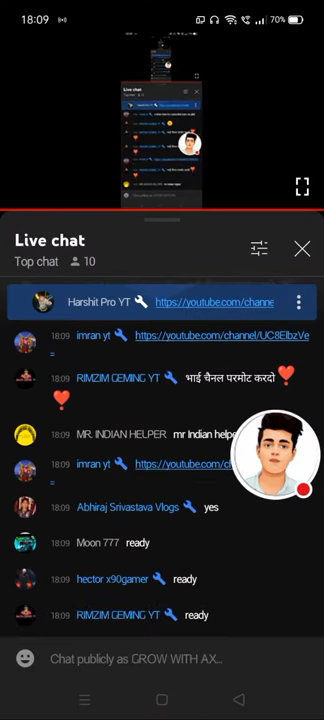 18:09
70%
Live chat
Top chat 10
Harshit Pro YT https://youtube.com/channe
18:09 imran yt https://youtube.com/channel/UC8ElbzVe
=
18:09 RIMZIM GEMING YT भाई चैनल परमोट करदो ❤️
❤️
18:09 MR. INDIAN HELPER mr Indian helpe
18:09 imran yt https://youtube.com/ch
=
18:09 Abhiraj Srivastava Vlogs yes
18:09 Moon 777 ready
18:09 hector x90gamer ready
18:09 RIMZIM GEMING YT ready
Chat publicly as GROW WITH AX...